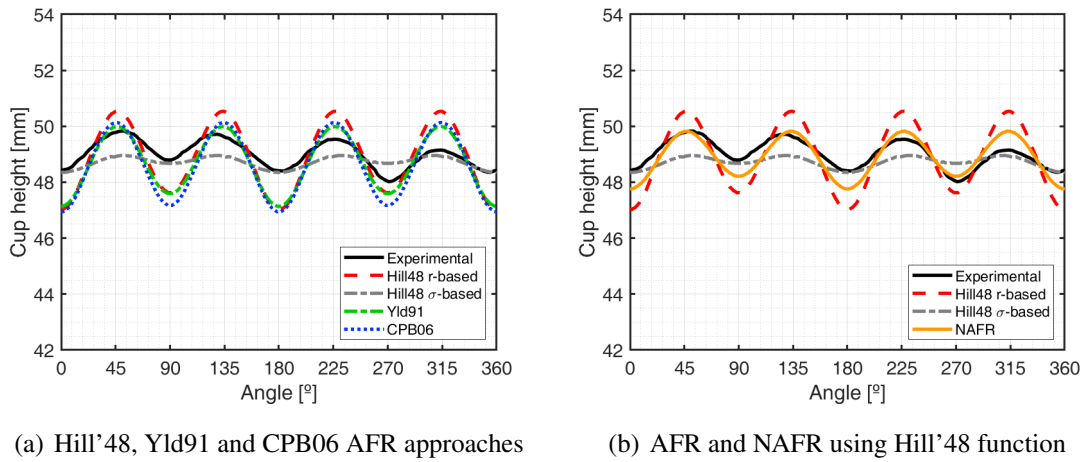 54
52
50
48
46
44
42
Cup height [mm]
0 45 90 135 180 225 270 315 360
Angle [º]
Experimental
Hill48 r-based
Hill48 σ-based
Yld91
CPB06
(a) Hill'48, Yld91 and CPB06 AFR approaches
54
52
50
48
46
44
42
Cup height [mm]
0 45 90 135 180 225 270 315 360
Angle [º]
Experimental
Hill48 r-based
Hill48 σ-based
NAFR
(b) AFR and NAFR using Hill'48 function